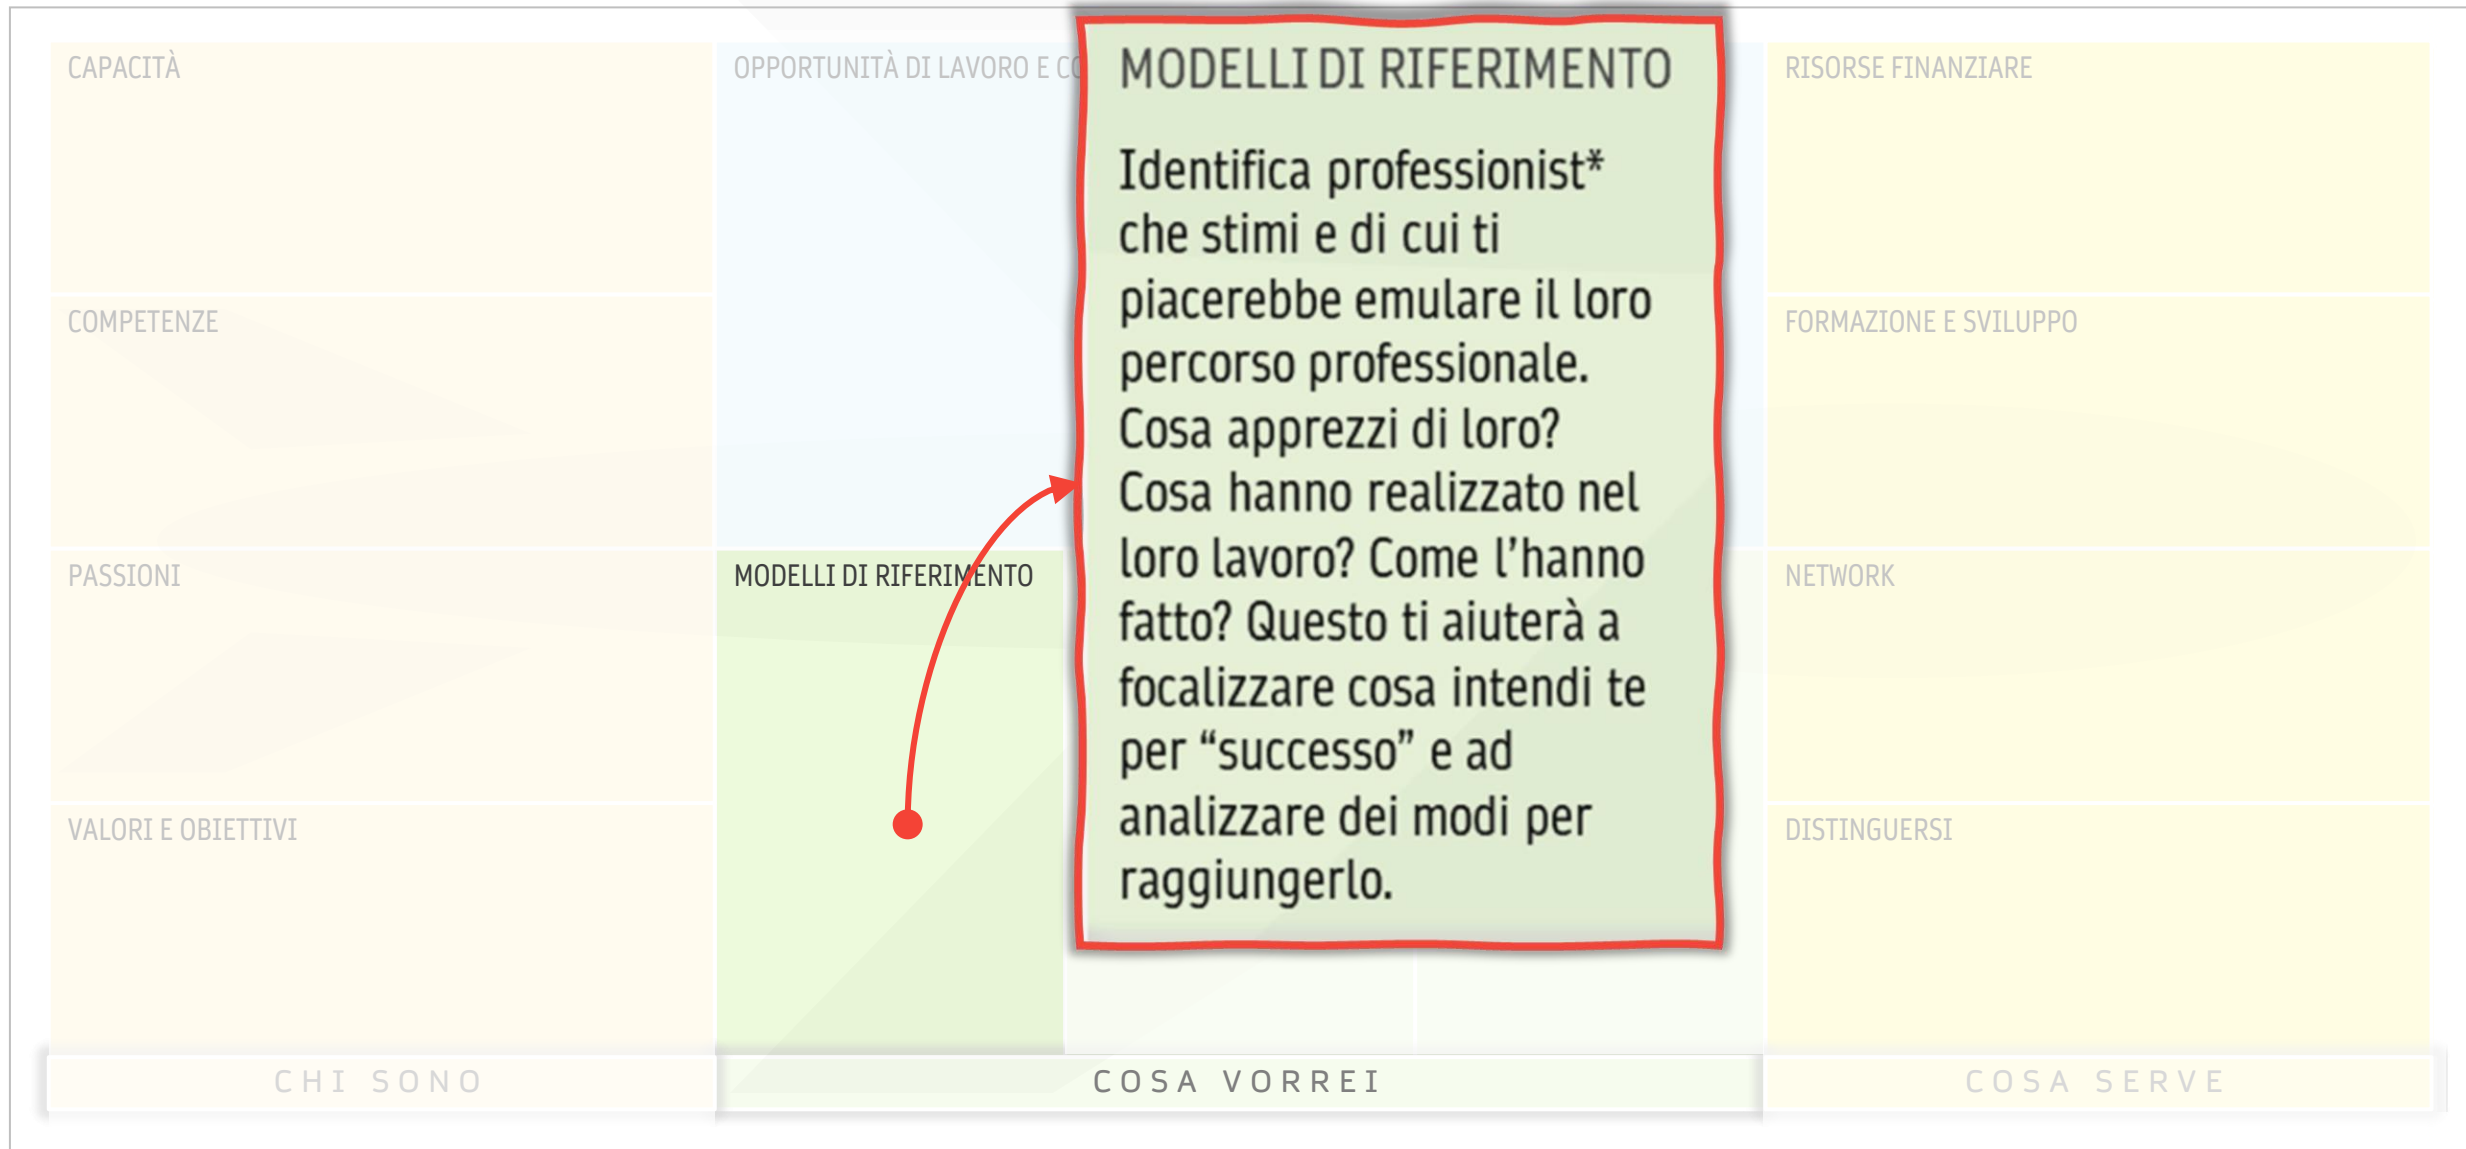 CAPACITÀ
COMPETENZE
PASSIONI
VALORI E OBIETTIVI
CHI SONO
OPPORTUNITÀ DI LAVORO E
MODELLI DI RIFERIMENTO
MODELLI DI RIFERIMENTO
Identifica professionist*
che stimi e di cui ti
piacerebbe emulare il loro
percorso professionale.
Cosa apprezzi di loro?
Cosa hanno realizzato nel
loro lavoro? Come l’hanno
fatto? Questo ti aiuterà a
focalizzare cosa intendi te
per “successo” e ad
analizzare dei modi per
raggiungerlo.
COSA VORREI
RISORSE FINANZIARE
FORMAZIONE E SVILUPPO
NETWORK
DISTINGUERSI
COSA SERVE